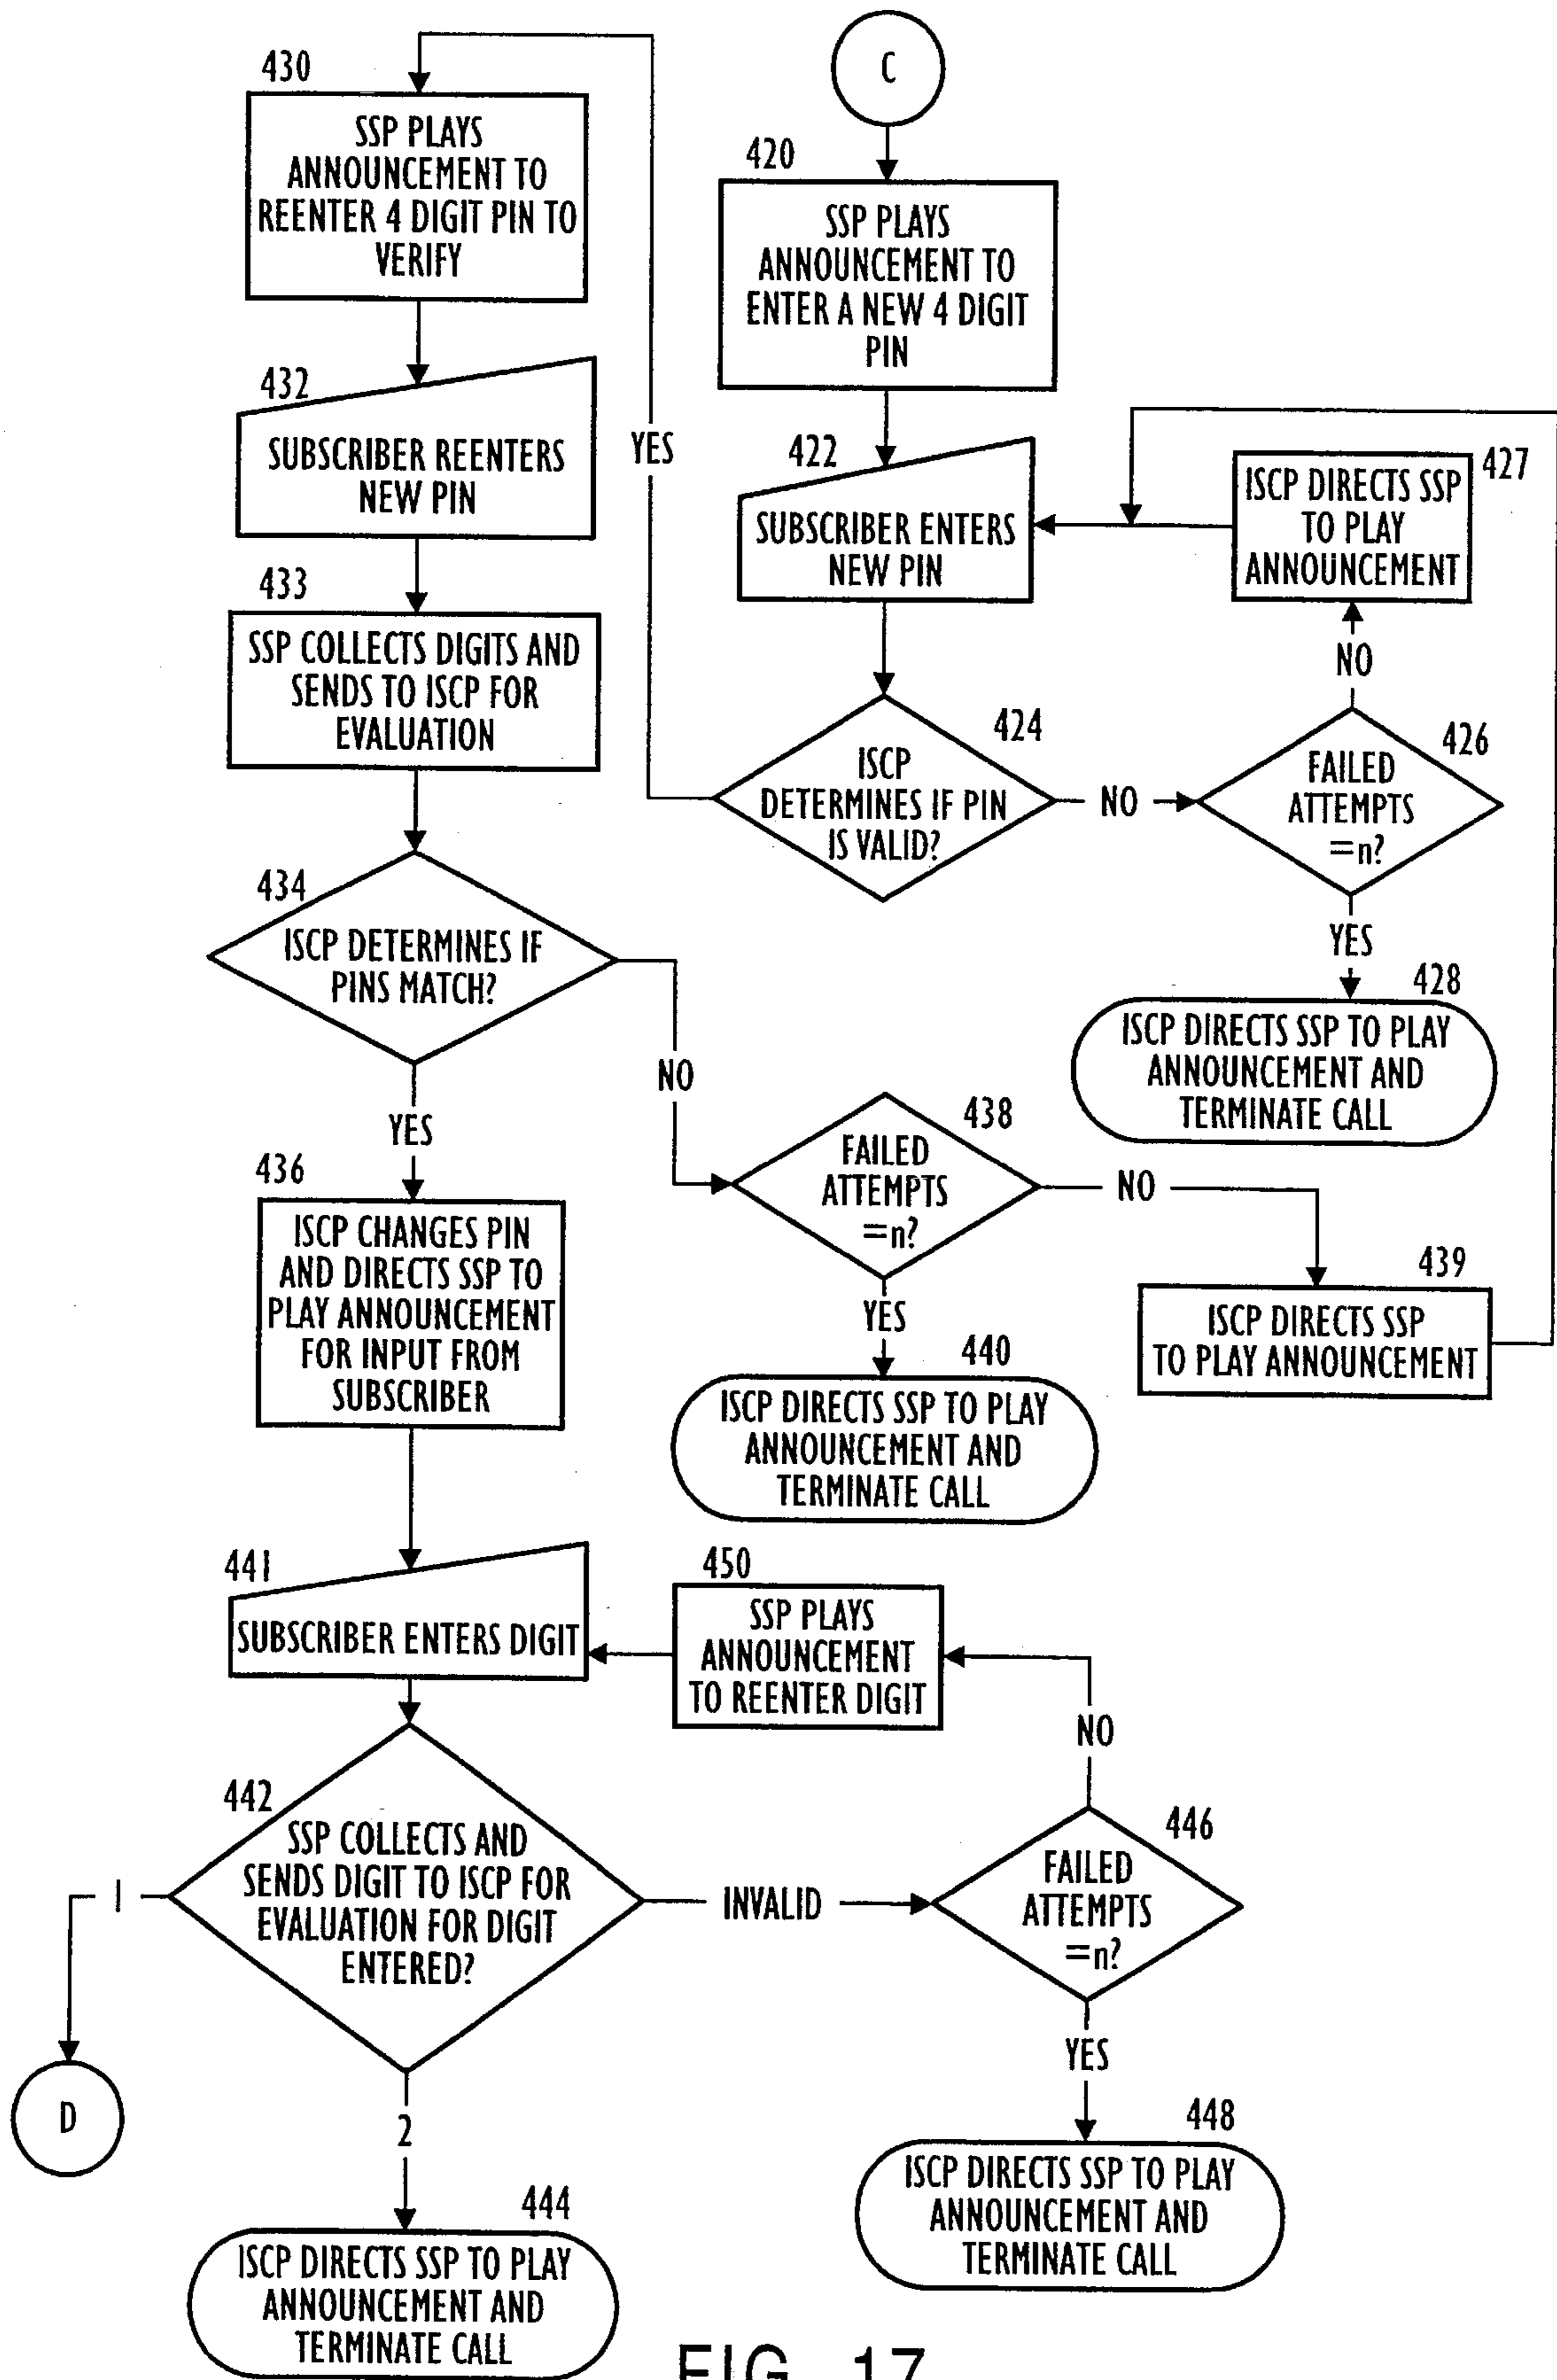 C
420
SSP PLAYS
ANNOUNCEMENT TO
ENTER A NEW 4 DIGIT
PIN
422
SUBSCRIBER ENTERS
NEW PIN
427
ISCP DIRECTS SSP
TO PLAY
ANNOUNCEMENT
NO
424
ISCP
DETERMINES IF PIN
IS VALID?
NO
426
FAILED
ATTEMPTS
=n?
YES
428
ISCP DIRECTS SSP TO PLAY
ANNOUNCEMENT AND
TERMINATE CALL
YES
430
SSP PLAYS
ANNOUNCEMENT TO
REENTER 4 DIGIT PIN TO
VERIFY
432
SUBSCRIBER REENTERS
NEW PIN
433
SSP COLLECTS DIGITS AND
SENDS TO ISCP FOR
EVALUATION
434
ISCP DETERMINES IF
PINS MATCH?
NO
438
FAILED
ATTEMPTS
=n?
NO
439
ISCP DIRECTS SSP
TO PLAY ANNOUNCEMENT
YES
440
ISCP DIRECTS SSP TO PLAY
ANNOUNCEMENT AND
TERMINATE CALL
YES
436
ISCP CHANGES PIN
AND DIRECTS SSP TO
PLAY ANNOUNCEMENT
FOR INPUT FROM
SUBSCRIBER
441
SUBSCRIBER ENTERS DIGIT
450
SSP PLAYS
ANNOUNCEMENT
TO REENTER DIGIT
NO
442
SSP COLLECTS AND
SENDS DIGIT TO ISCP FOR
EVALUATION FOR DIGIT
ENTERED?
INVALID
446
FAILED
ATTEMPTS
=n?
YES
448
ISCP DIRECTS SSP TO PLAY
ANNOUNCEMENT AND
TERMINATE CALL
1
D
2
444
ISCP DIRECTS SSP TO PLAY
ANNOUNCEMENT AND
TERMINATE CALL
FIG. 17